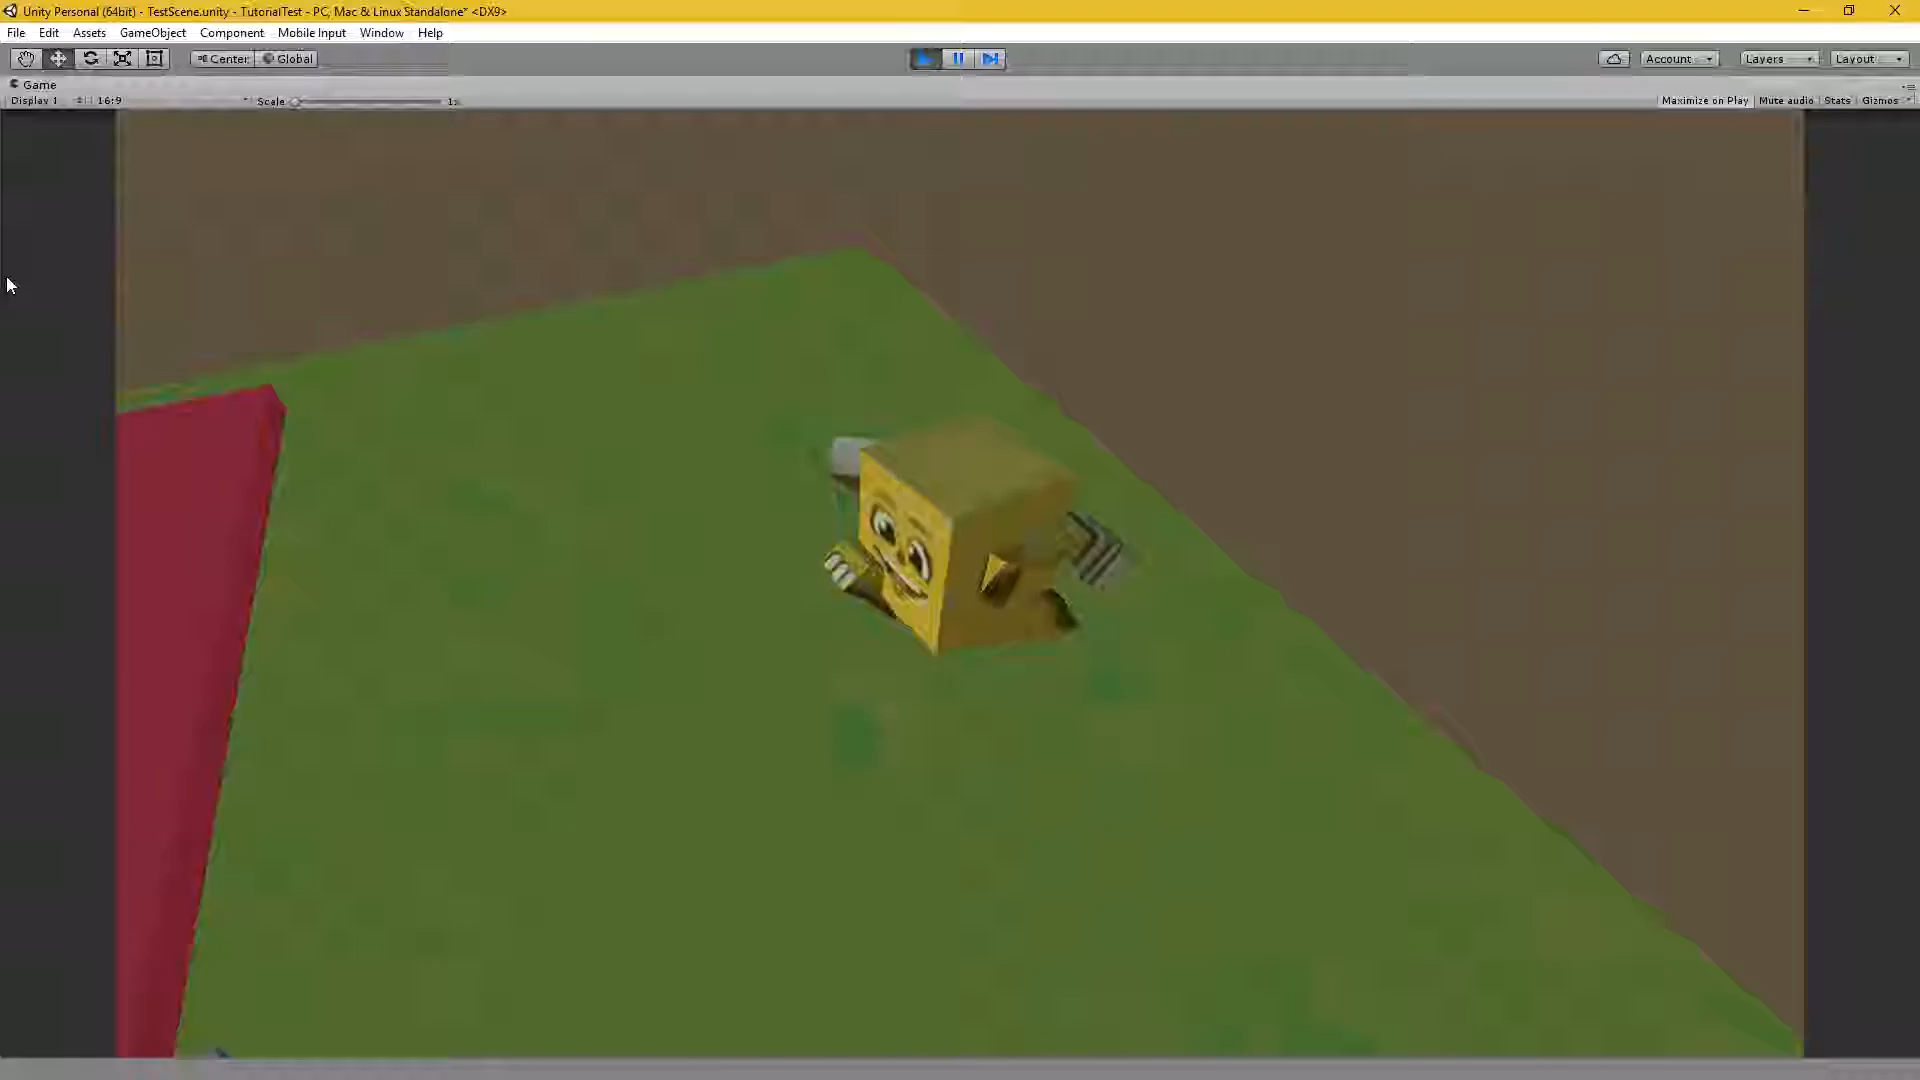 Unity Personal (64bit) - TestScene.unity - TutorialTest - PC, Mac & Linux Standalone* <DX9>
File Edit Assets GameObject Component Mobile Input Window Help
Center Global Account Layers Layout
Game
Display 1 16:9 Scale 1x Maximize on Play Mute audio Stats Gizmos